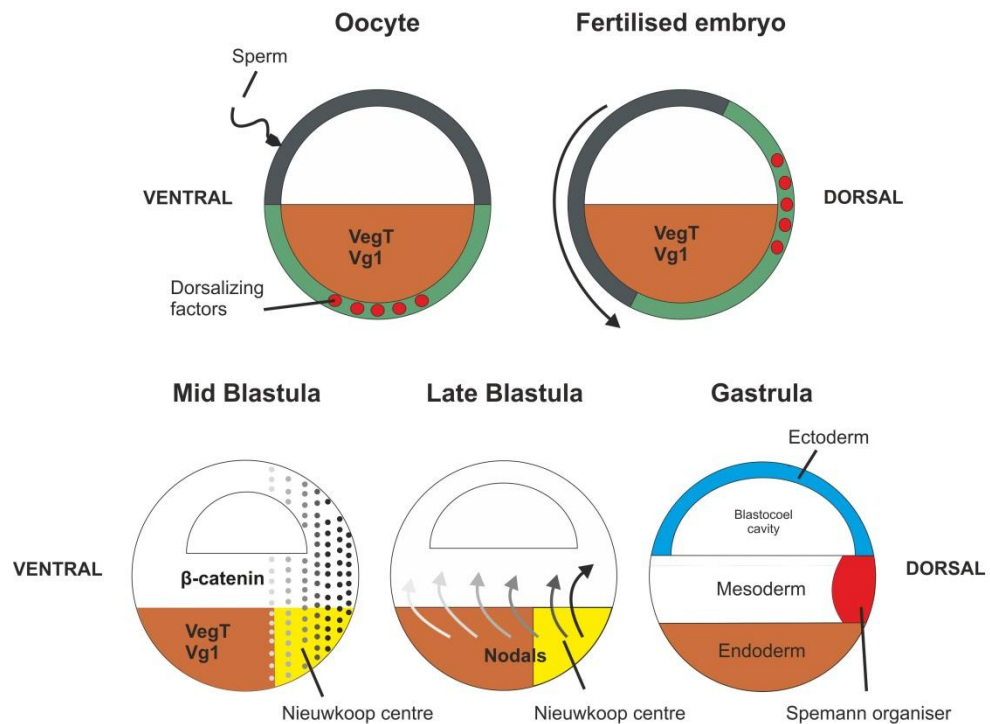 Oocyte
Fertilised embryo
Sperm
VENTRAL
VegT
Vg1
VegT
Vg1
DORSAL
Dorsalizing
factors
Mid Blastula
Late Blastula
Gastrula
Ectoderm
Blastocoel
cavity
VENTRAL
β-catenin
Mesoderm
DORSAL
VegT
Vg1
Nodals
Endoderm
Nieuwkoop centre
Nieuwkoop centre
Spemann organiser